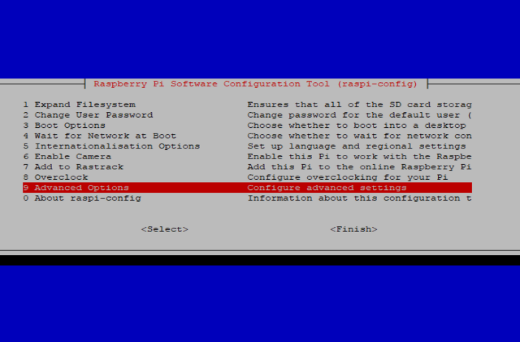 Raspberry Pi Software Configuration Tool (raspi-config)
1 Expand Filesystem Ensures that all of the SD card storag
2 Change User Password Change password for the default user (
3 Boot Options Choose whether to boot into a desktop
4 Wait for Network at Boot Choose whether to wait for network con
5 Internationalisation Options Set up language and regional settings
6 Enable Camera Enable this Pi to work with the Raspbe
7 Add to Rastrack Add this Pi to the online Raspberry Pi
8 Overclock Configure overclocking for your Pi
9 Advanced Options Configure advanced settings
0 About raspi-config Information about this configuration t
<Select> <Finish>